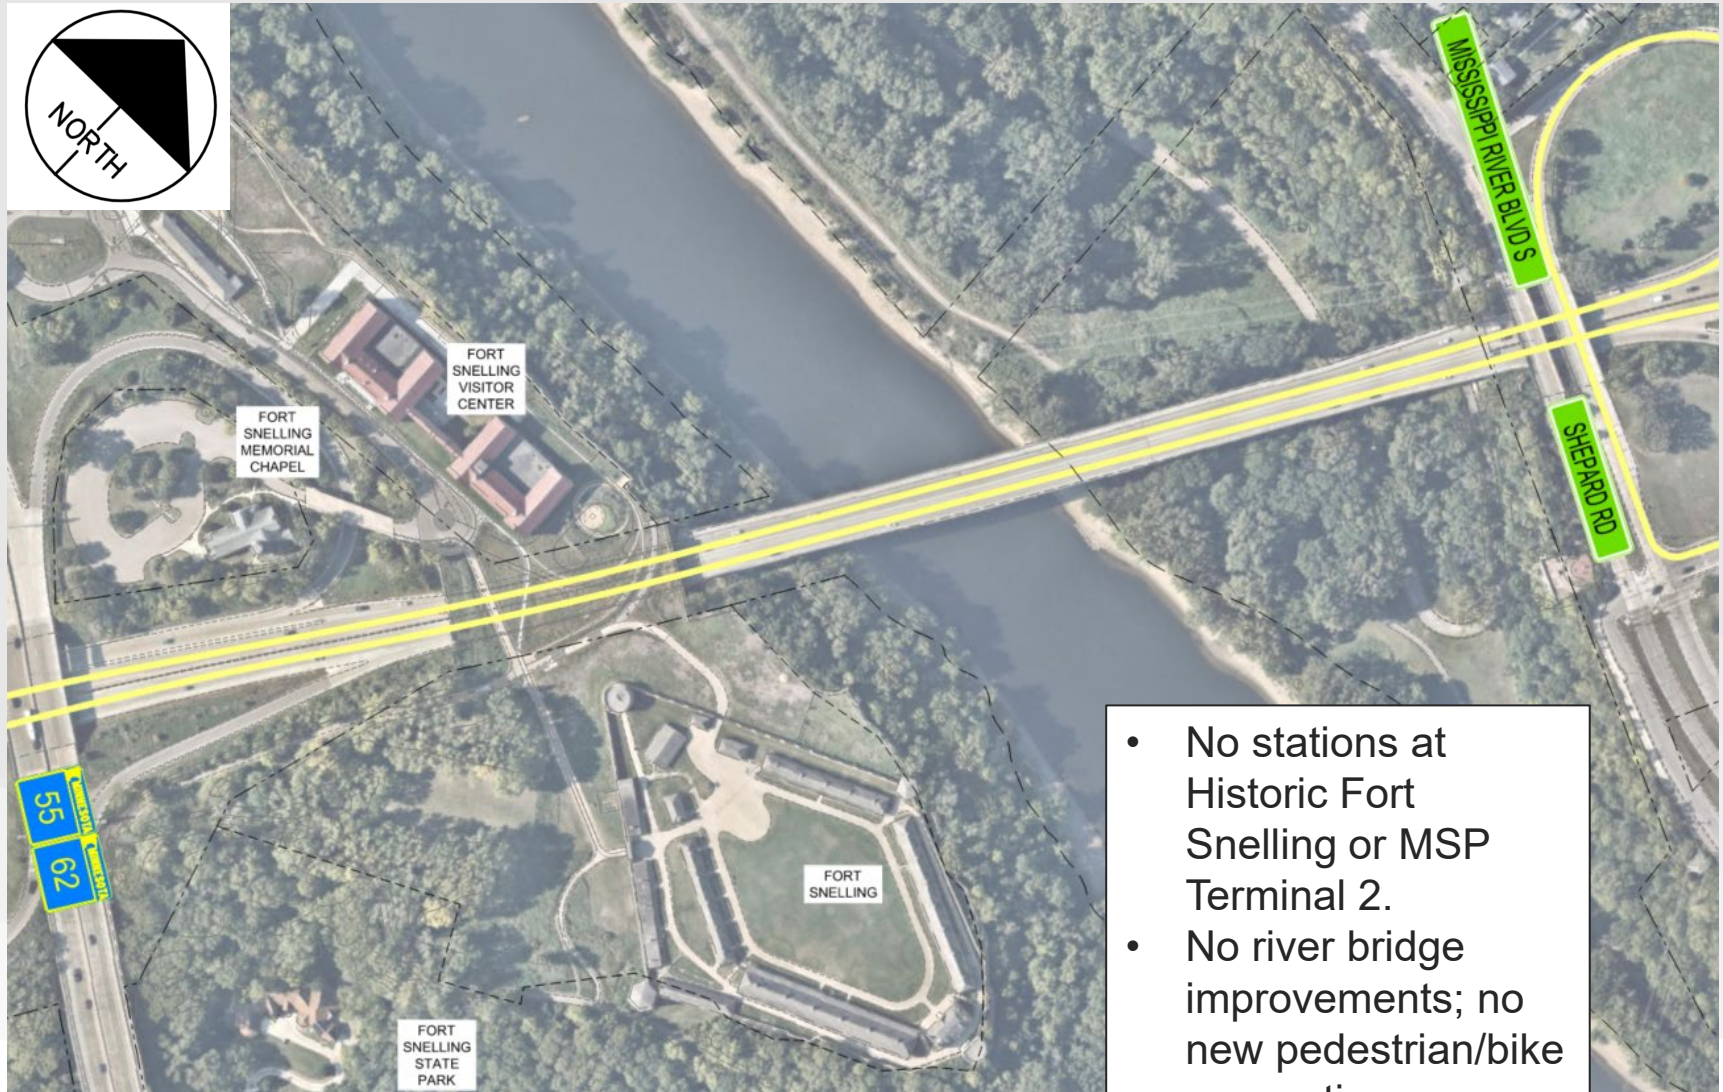 NORTH
MISSISSIPPI RIVER BLVD S
FORT
SNELLING
VISITOR
CENTER
FORT
SNELLING
MEMORIAL
CHAPEL
SHEPARD RD
MINNESOTA
55
MINNESOTA
62
FORT
SNELLING
FORT
SNELLING
STATE
PARK
• No stations at
Historic Fort
Snelling or MSP
Terminal 2.
• No river bridge
improvements; no
new pedestrian/bike